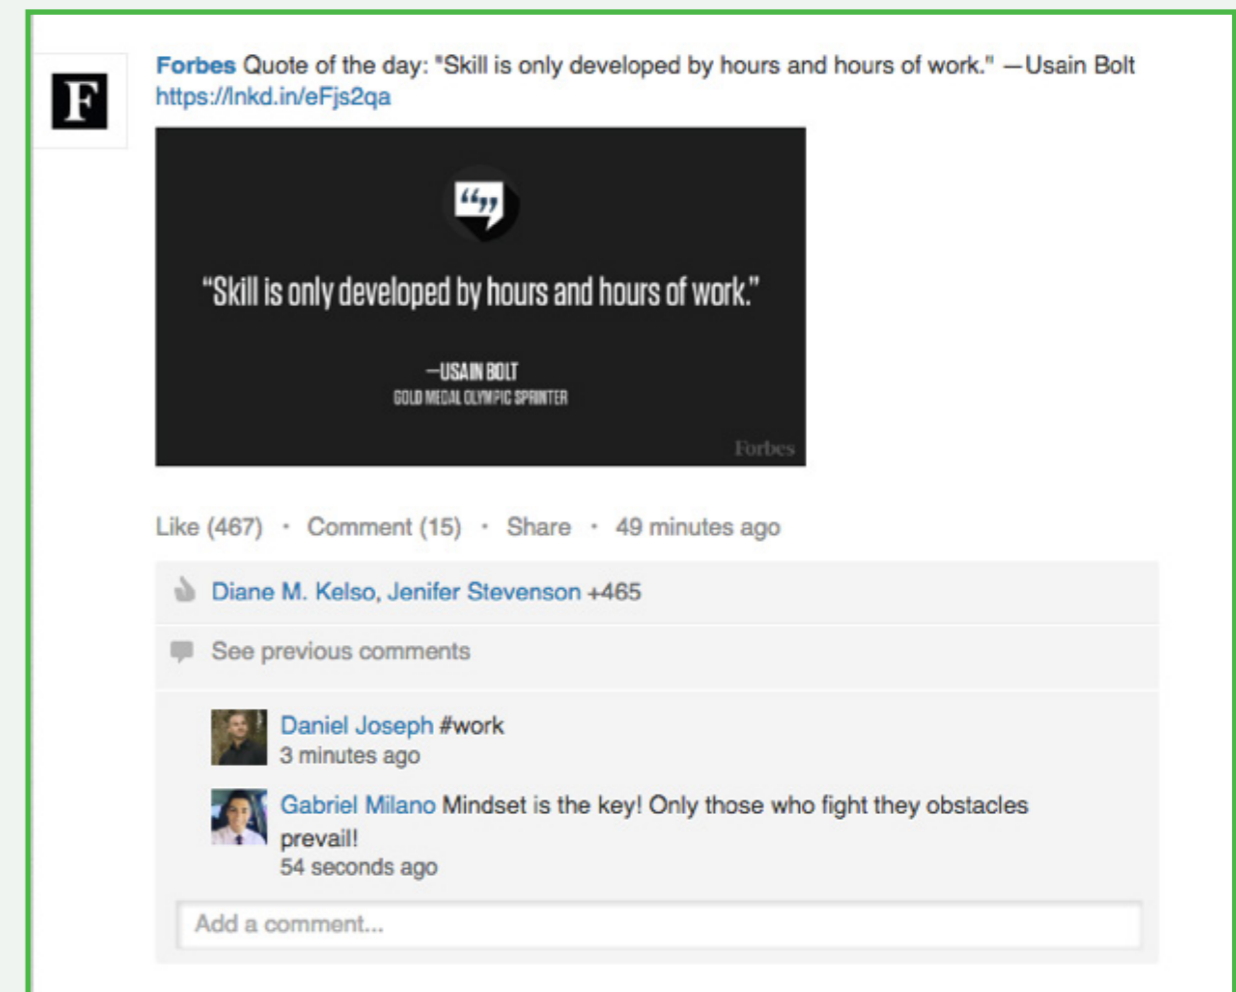 F
Forbes Quote of the day: "Skill is only developed by hours and hours of work." —Usain Bolt
https://lnkd.in/eFjs2qa
“„
“Skill is only developed by hours and hours of work.”
—USAIN BOLT
GOLD MEDAL OLYMPIC SPRINTER
Forbes
Like (467) · Comment (15) · Share · 49 minutes ago
Diane M. Kelso, Jenifer Stevenson +465
See previous comments
Daniel Joseph #work
3 minutes ago
Gabriel Milano Mindset is the key! Only those who fight they obstacles
prevail!
54 seconds ago
Add a comment...